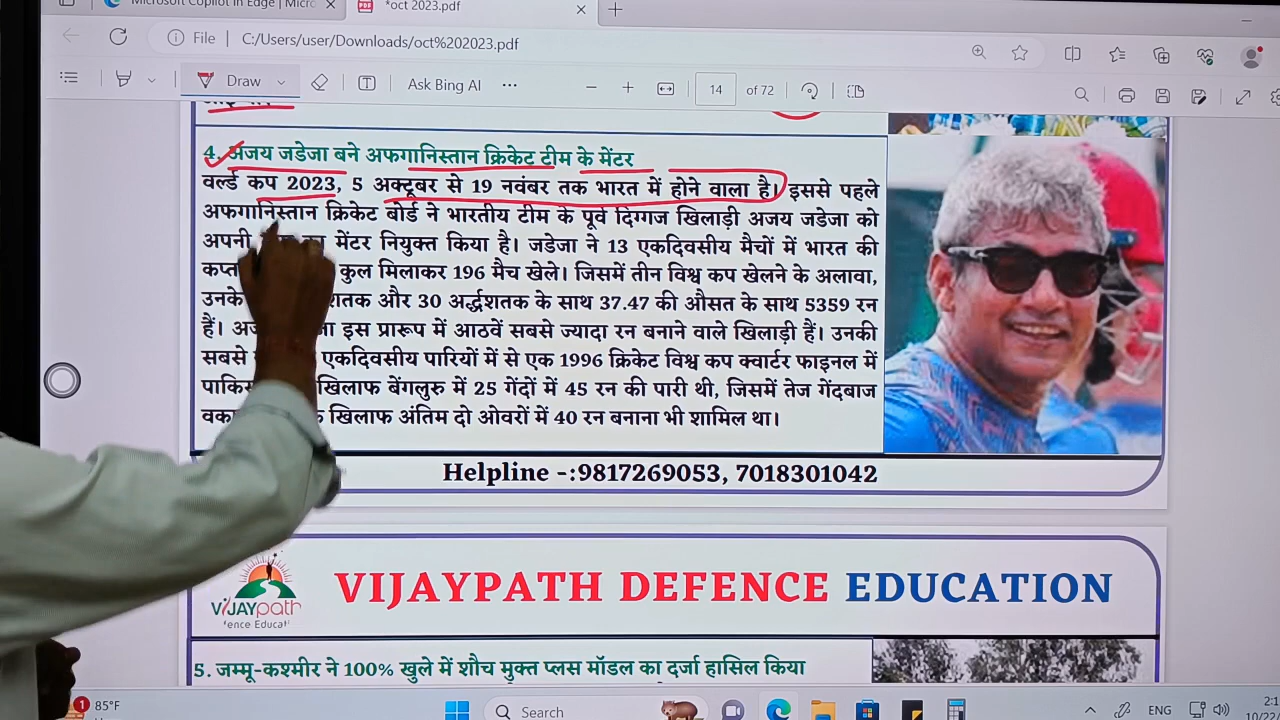 Microsoft Copilot in Edge | Micr
*oct 2023.pdf
File | C:/Users/user/Downloads/oct%202023.pdf
Draw
Ask Bing AI
14 of 72
4. अजय जडेजा बने अफगानिस्तान क्रिकेट टीम के मेंटर
वर्ल्ड कप 2023, 5 अक्टूबर से 19 नवंबर तक भारत में होने वाला है। इससे पहले
अफगानिस्तान क्रिकेट बोर्ड ने भारतीय टीम के पूर्व दिग्गज खिलाड़ी अजय जडेजा को
अपनी मेंटर नियुक्त किया है। जडेजा ने 13 एकदिवसीय मैचों में भारत की
कुल मिलाकर 196 मैच खेले। जिसमें तीन विश्व कप खेलने के अलावा,
उनके और 30 अर्द्धशतक के साथ 37.47 की औसत के साथ 5359 रन
हैं। इस प्रारूप में आठवें सबसे ज्यादा रन बनाने वाले खिलाड़ी हैं। उनकी
सबसे एकदिवसीय पारियों में से एक 1996 क्रिकेट विश्व कप क्वार्टर फाइनल में
खिलाफ बेंगलुरु में 25 गेंदों में 45 रन की पारी थी, जिसमें तेज गेंदबाज
खिलाफ अंतिम दो ओवरों में 40 रन बनाना भी शामिल था।
Helpline -:9817269053, 7018301042
VIJAYPATH DEFENCE EDUCATION
VIJAYpath
5. जम्मू-कश्मीर ने 100% खुले में शौच मुक्त प्लस मॉडल का दर्जा हासिल किया
1
85°F
Search
ENG